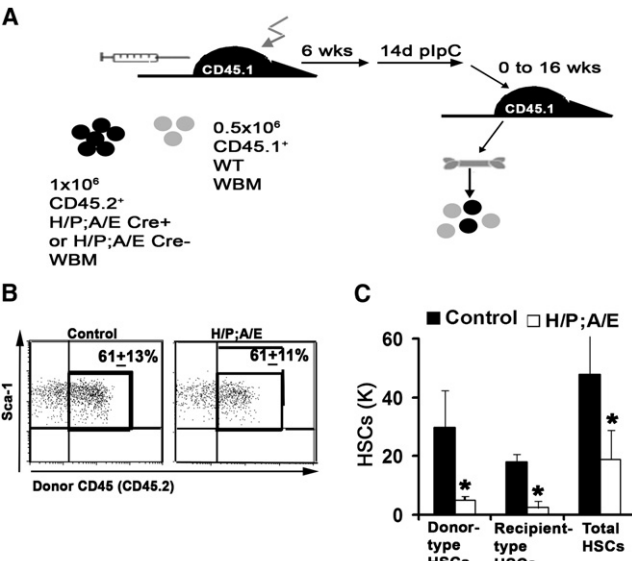 A
CD45.1
6 wks
14d pIpC
0 to 16 wks
CD45.1
0.5x10⁶
CD45.1⁺
WT
WBM
1x10⁶
CD45.2⁺
H/P;A/E Cre+
or H/P;A/E Cre-
WBM
B
Control
H/P;A/E
61+13%
61+11%
Sca-1
Donor CD45 (CD45.2)
C
Control H/P;A/E
HSCs (K)
60
40
20
0
*
*
*
Donor-
type
HSCs
Recipient-
type
HSCs
Total
HSCs